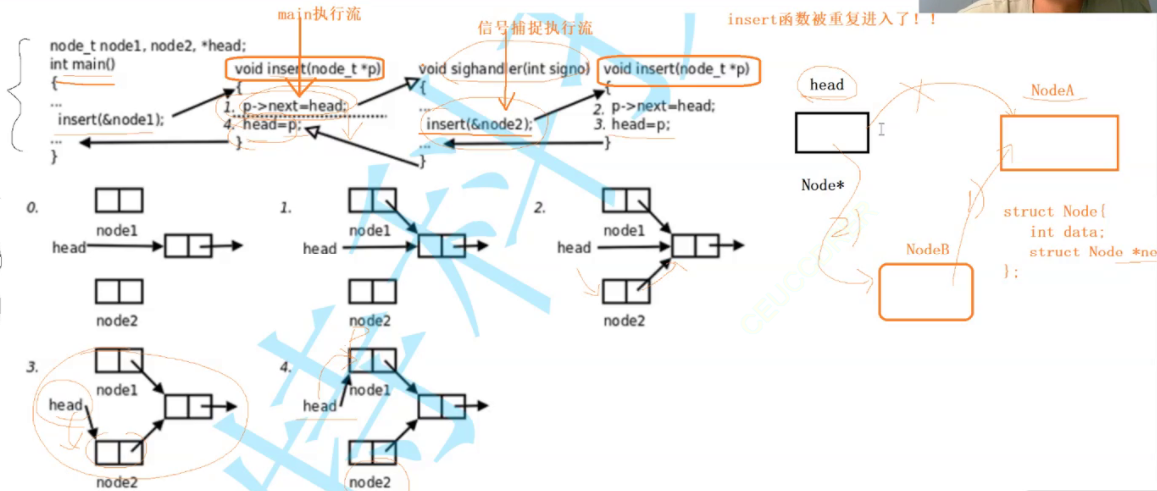 main执行流
信号捕捉执行流
insert函数被重复进入了！！
node_t node1, node2, *head;
int main()
{
...
insert(&node1);
...
}
void insert(node_t *p)
{
1. p->next=head;
4. head=p;
}
void sighandler(int signo)
{
...
insert(&node2);
...
}
void insert(node_t *p)
{
2. p->next=head;
3. head=p;
}
head
Node*
NodeA
NodeB
1)
2)
struct Node{
int data;
struct Node *ne
};
0.
node1
head
node2
1.
node1
head
node2
2.
node1
head
node2
3.
node1
head
node2
4.
node1
head
node2